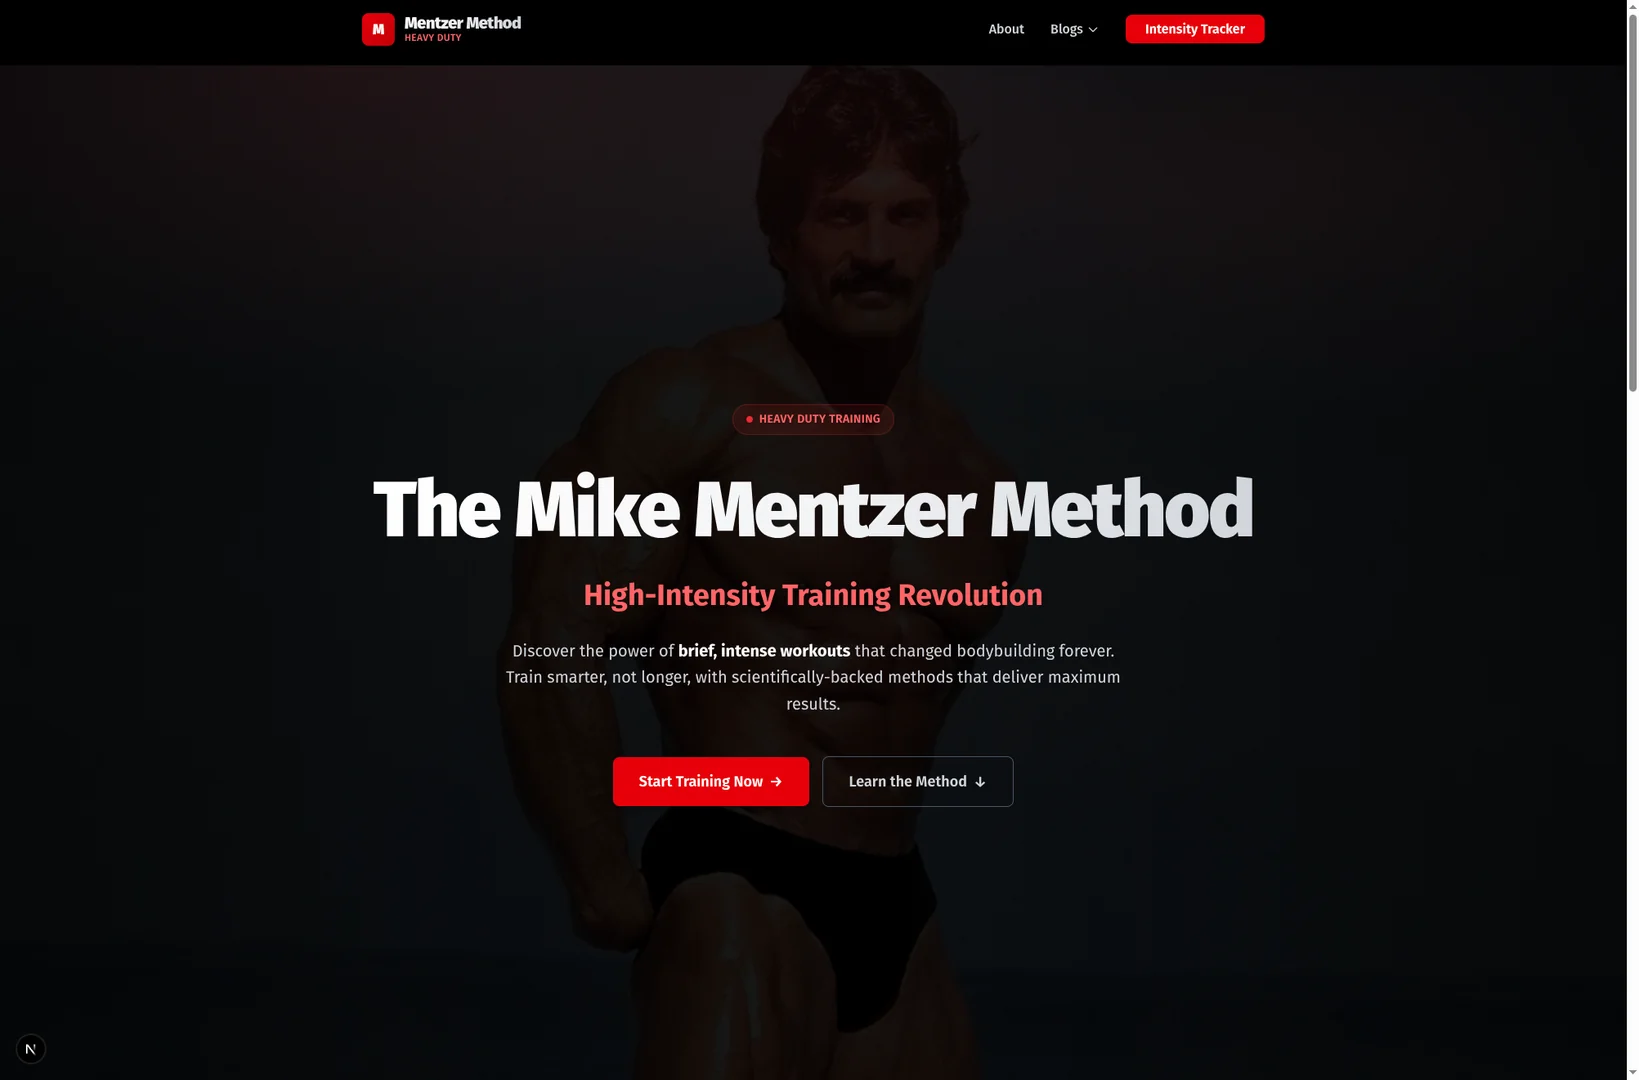 M
Mentzer Method
HEAVY DUTY
About
Blogs
Intensity Tracker
HEAVY DUTY TRAINING
The Mike Mentzer Method
High-Intensity Training Revolution
Discover the power of brief, intense workouts that changed bodybuilding forever.
Train smarter, not longer, with scientifically-backed methods that deliver maximum
results.
Start Training Now →
Learn the Method ↓
N